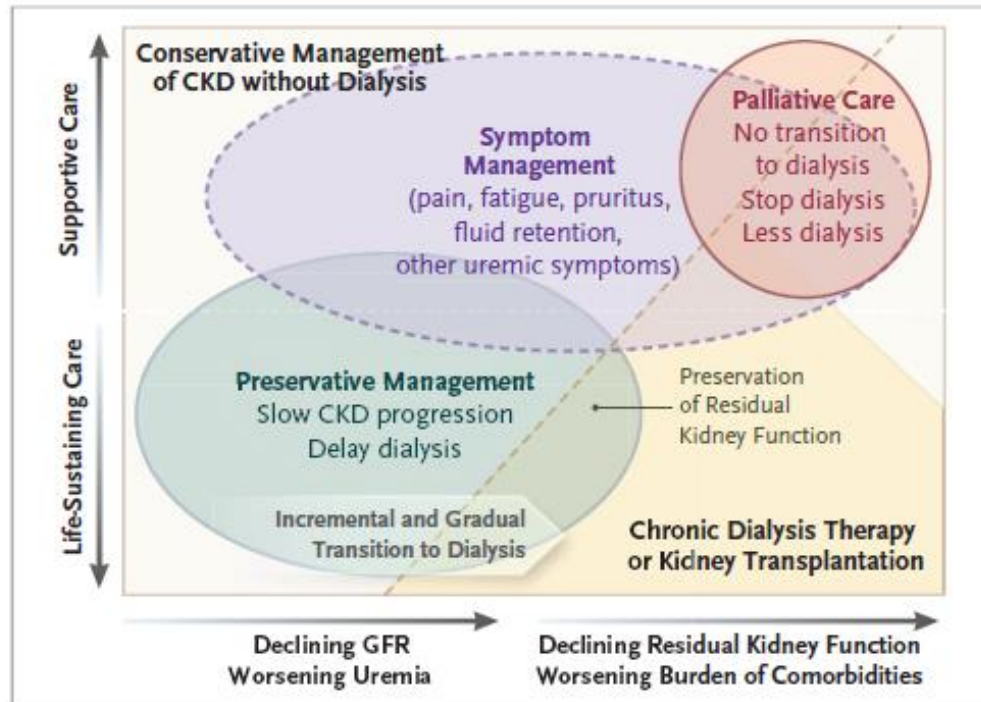 Conservative Management
of CKD without Dialysis
Supportive Care
Palliative Care
No transition
to dialysis
Stop dialysis
Less dialysis
Symptom
Management
(pain, fatigue, pruritus,
fluid retention,
other uremic symptoms)
Life-Sustaining Care
Preservative Management
Slow CKD progression
Delay dialysis
Preservation
of Residual
Kidney Function
Incremental and Gradual
Transition to Dialysis
Chronic Dialysis Therapy
or Kidney Transplantation
Declining GFR
Worsening Uremia
Declining Residual Kidney Function
Worsening Burden of Comorbidities